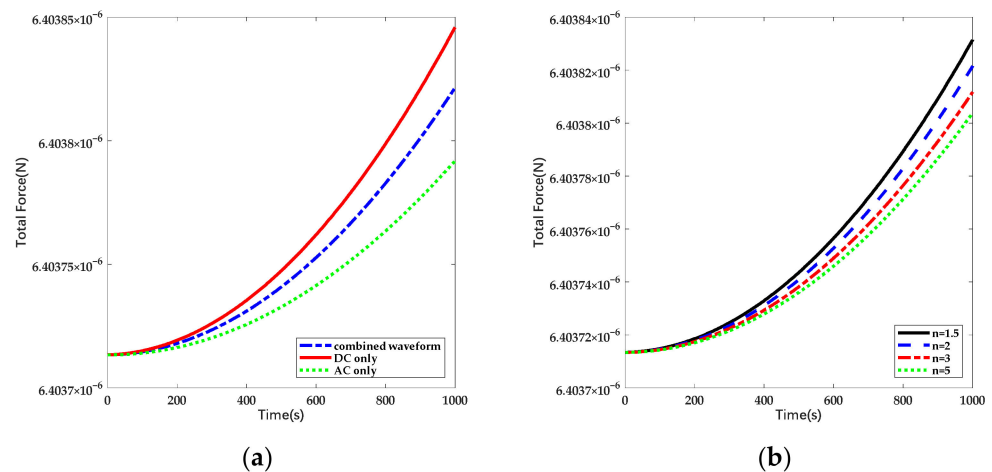 6.40385×10-6
6.4038×10-6
6.40375×10-6
6.4037×10-6
Total Force(N)
0 200 400 600 800 1000
Time(s)
combined waveform
DC only
AC only
(a)
6.40384×10-6
6.40382×10-6
6.4038×10-6
6.40378×10-6
6.40376×10-6
6.40374×10-6
6.40372×10-6
6.4037×10-6
Total Force(N)
0 200 400 600 800 1000
Time(s)
n=1.5
n=2
n=3
n=5
(b)